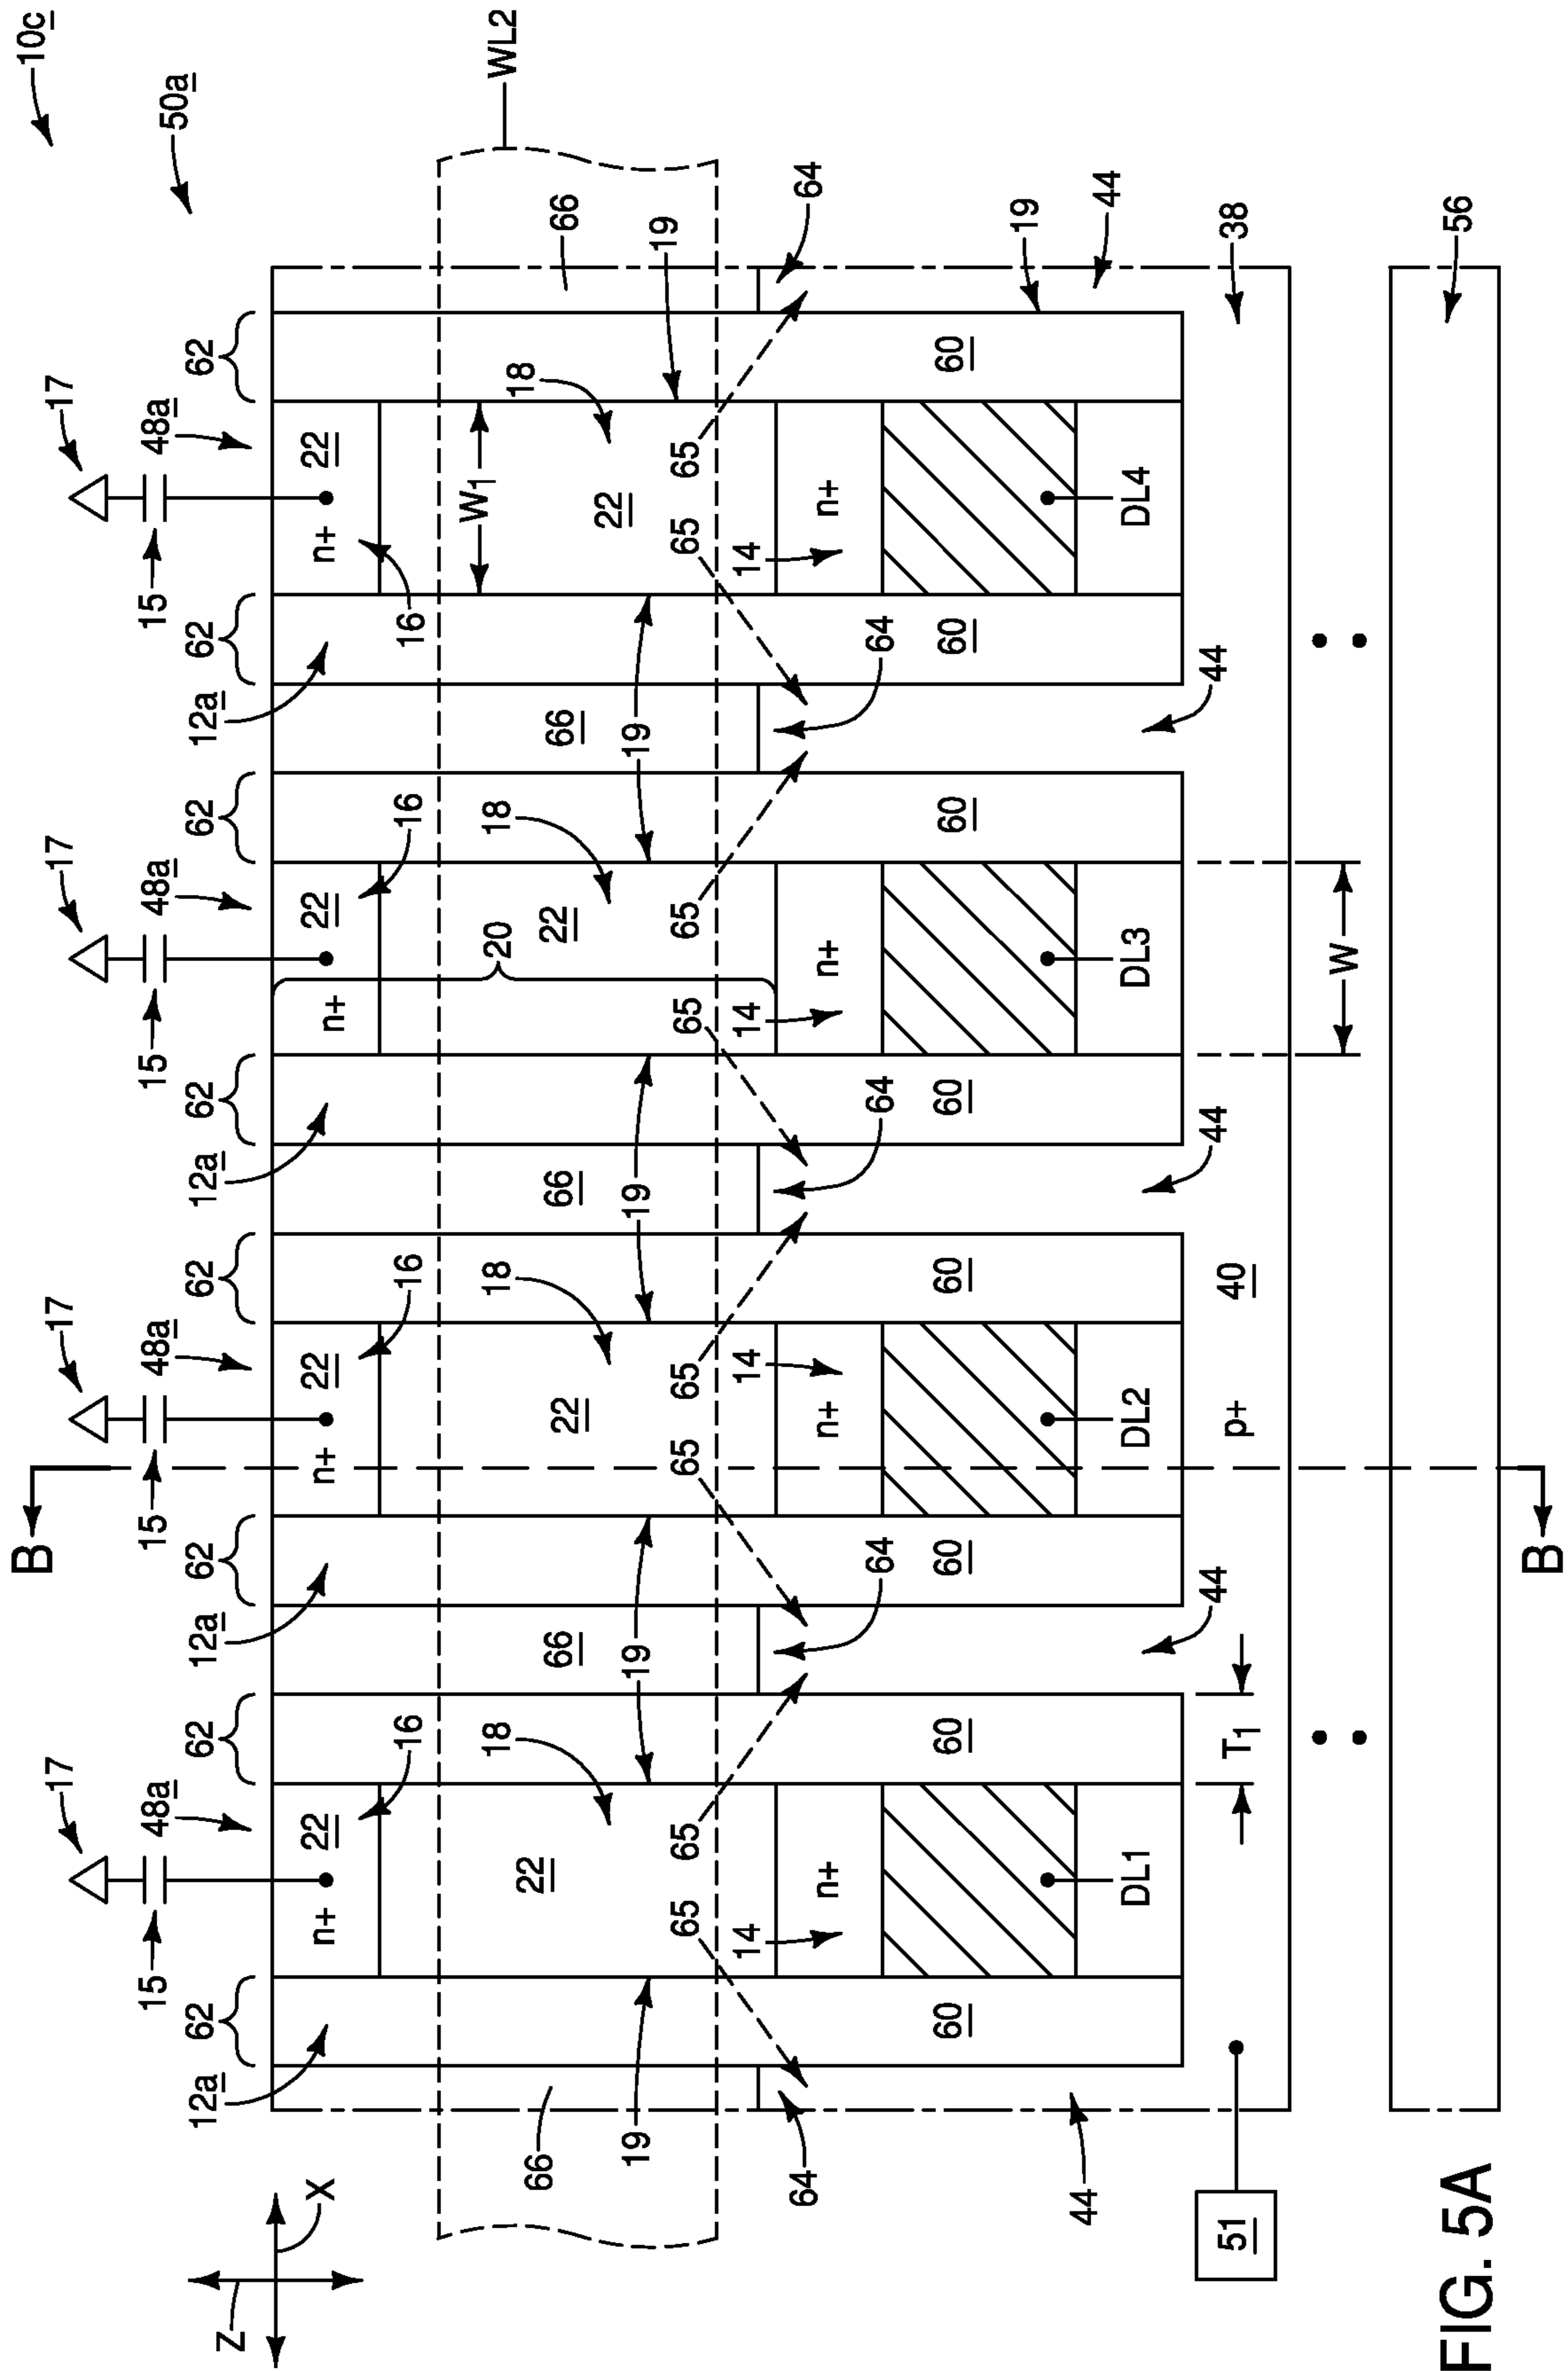 B
10c
17 17 17 17
15 48a 15 48a 15 48a 15 48a 50a
12a 62 62 12a 62 62 12a 62 62 12a 62 62
Z
X
n+ 22 n+ 22 n+ 22 n+ 22
16 16 16 16
W1
18 18 20 18 18 WL2
66 22 66 22 66 22 66 22 66
19 19 19 19 19
65 65 65 65 65 65 65 65
14 14 14 14
64 64
n+ n+ n+ n+
64 64 64
60 60 60 60 60 60 60 60
19
44 44
DL1 DL2 DL3 DL4
44 44 44
51 T1 p+ 40 38
W
56
B
FIG. 5A